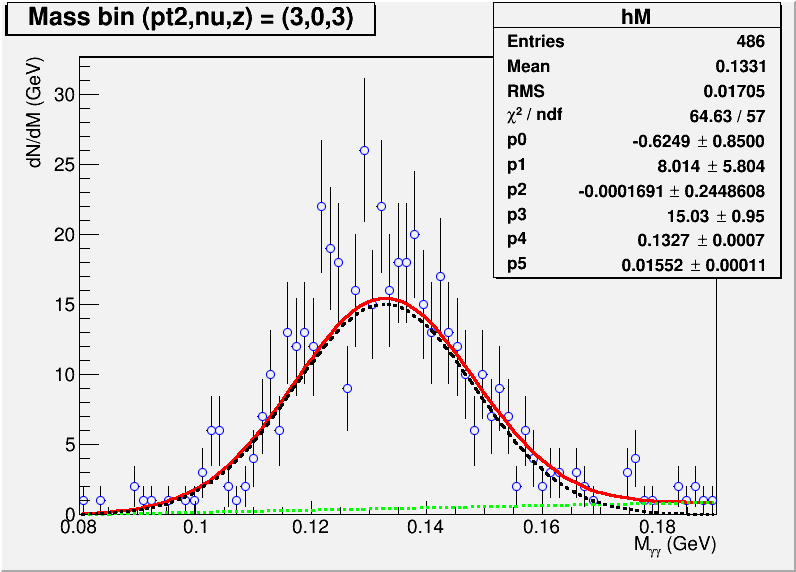 Mass bin (pt2,nu,z) = (3,0,3)
hM
Entries 486
Mean 0.1331
RMS 0.01705
χ² / ndf 64.63 / 57
p0 -0.6249 ± 0.8500
p1 8.014 ± 5.804
p2 -0.0001691 ± 0.2448608
p3 15.03 ± 0.95
p4 0.1327 ± 0.0007
p5 0.01552 ± 0.00011
dN/dM (GeV)
30
25
20
15
10
5
0
0.08 0.1 0.12 0.14 0.16 0.18
Mγγ (GeV)